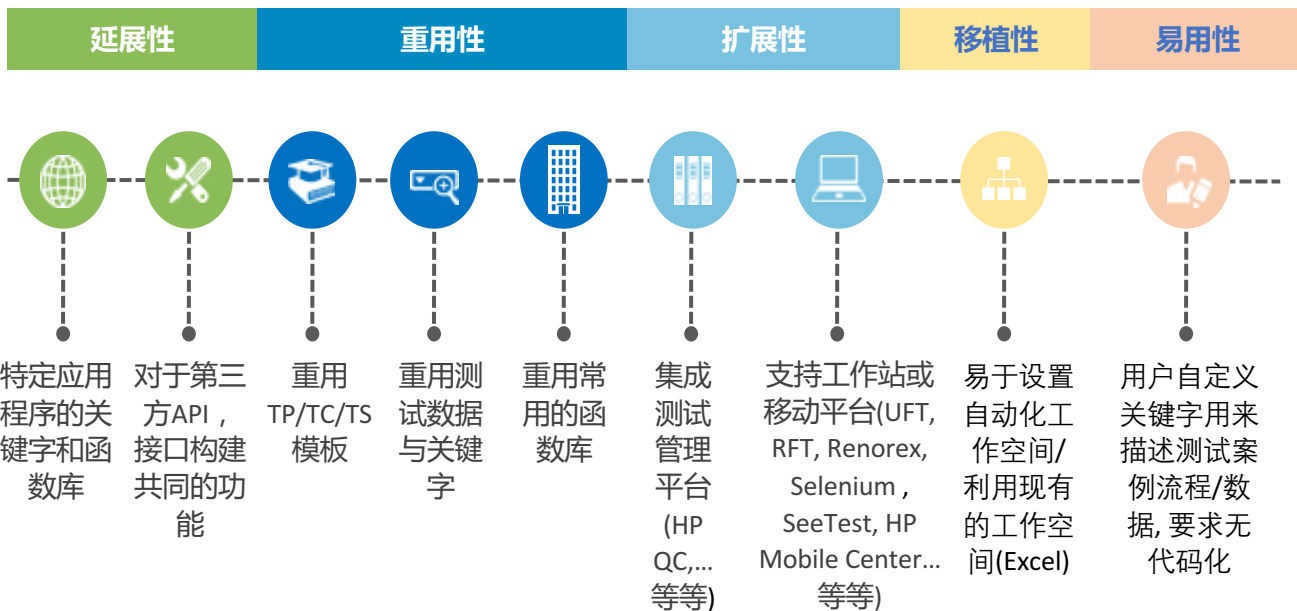 延展性
重用性
扩展性
移植性
易用性
特定应用
程序的关
键字和函
数库
对于第三
方API，
接口构建
共同的功
能
重用
TP/TC/TS
模板
重用测
试数据
与关键
字
重用常
用的函
数库
集成
测试
管理
平台
(HP
QC,…
等等)
支持工作站或
移动平台(UFT,
RFT, Renorex,
Selenium ,
SeeTest, HP
Mobile Center…
等等)
易于设置
自动化工
作空间/
利用现有
的工作空
间(Excel)
用户自定义
关键字用来
描述测试案
例流程/数
据, 要求无
代码化